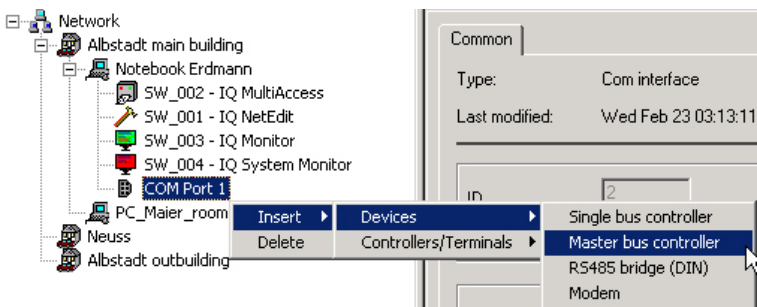 Network
Albstadt main building
Notebook Erdmann
SW_002 - IQ MultiAccess
SW_001 - IQ NetEdit
SW_003 - IQ Monitor
SW_004 - IQ System Monitor
COM Port 1
PC_Maier_room
Neuss
Albstadt outbuilding
Insert
Delete
Devices
Controllers/Terminals
Single bus controller
Master bus controller
RS485 bridge (DIN)
Modem
Common
Type: Com interface
Last modified: Wed Feb 23 03:13:11
ID 2